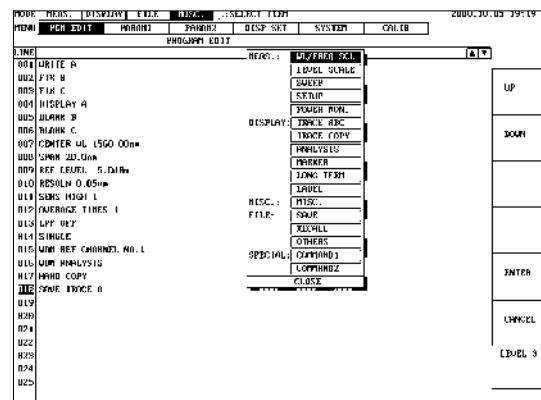 MODE MEAS. DISPLAY FILE MISC. .:SELECT ITEM 2000.10.05 19:19
MENU PGM EDIT PARAM1 PARAM2 DISP SET SYSTEM CALIB
PROGRAM EDIT
LINE
001 WRITE A
002 FIX B
003 FIX C
004 DISPLAY A
005 BLANK B
006 BLANK C
007 CENTER WL 1560.00nm
008 SPAN 20.0nm
009 REF LEVEL -5.0dBm
010 RESOLN 0.05nm
011 SENS HIGH 1
012 AVERAGE TIMES 1
013 LPF OFF
014 SINGLE
015 WDM REF CHANNEL NO.1
016 WDM ANALYSIS
017 HARD COPY
018 SAVE TRACE A
019
020
021
022
023
024
025
MEAS.: WL/FREQ SCL
LEVEL SCALE
SWEEP
SETUP
POWER MON.
DISPLAY: TRACE ABC
TRACE COPY
ANALYSIS
MARKER
LONG TERM
LABEL
MISC.: MISC.
FILE: SAVE
RECALL
OTHERS
SPECIAL: COMMAND1
COMMAND2
CLOSE
UP
DOWN
ENTER
CANCEL
LEVEL 3